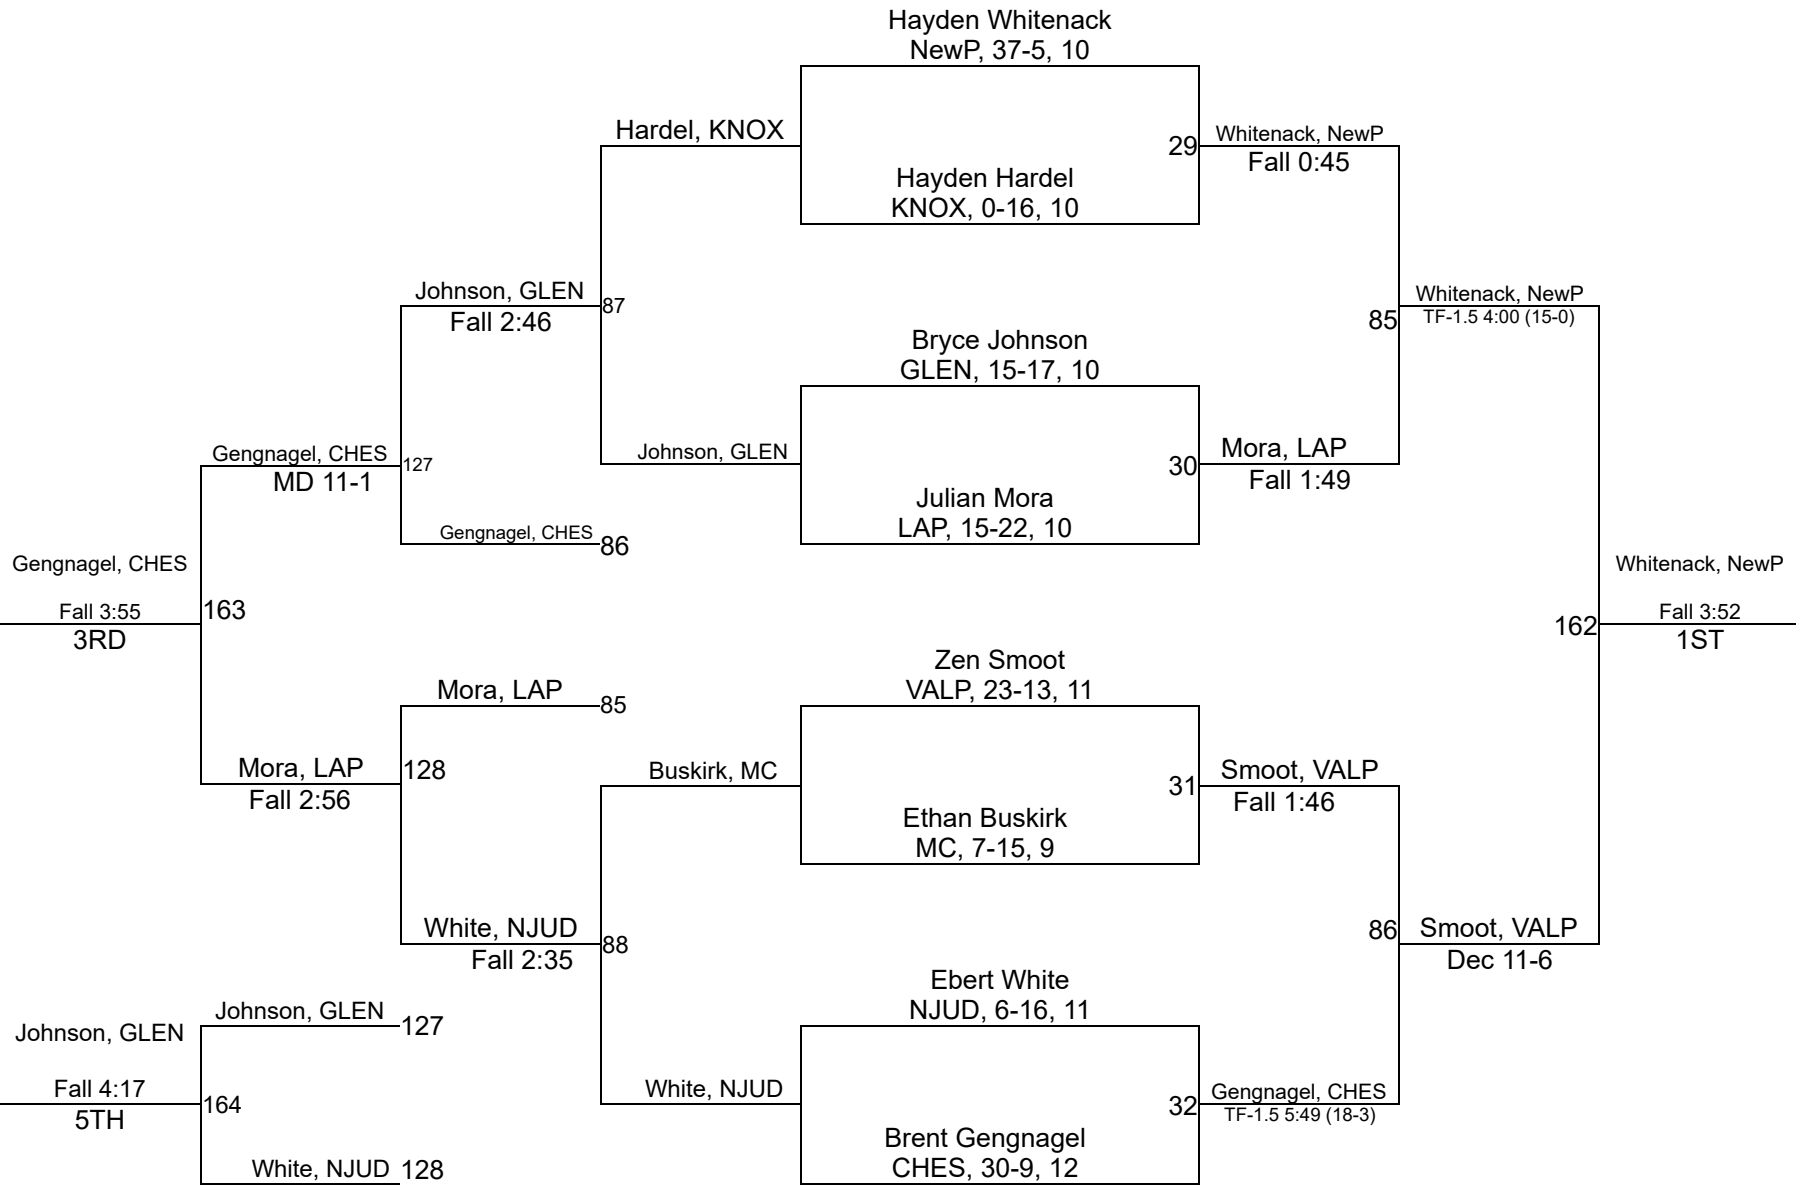 Hayden Whitenack
NewP, 37-5, 10
Hardel, KNOX
29
Whitenack, NewP
Fall 0:45
Hayden Hardel
KNOX, 0-16, 10
Johnson, GLEN
Fall 2:46
87
Whitenack, NewP
TF-1.5 4:00 (15-0)
85
Bryce Johnson
GLEN, 15-17, 10
Gengnagel, CHES
MD 11-1
127
Johnson, GLEN
30
Mora, LAP
Fall 1:49
Julian Mora
LAP, 15-22, 10
Gengnagel, CHES
86
Gengnagel, CHES
Fall 3:55
3RD
163
Whitenack, NewP
Fall 3:52
1ST
162
Zen Smoot
VALP, 23-13, 11
Mora, LAP
85
Mora, LAP
Fall 2:56
128
Buskirk, MC
31
Smoot, VALP
Fall 1:46
Ethan Buskirk
MC, 7-15, 9
White, NJUD
Fall 2:35
88
86
Smoot, VALP
Dec 11-6
Ebert White
NJUD, 6-16, 11
Johnson, GLEN
127
Johnson, GLEN
Fall 4:17
5TH
164
White, NJUD
32
Gengnagel, CHES
TF-1.5 5:49 (18-3)
Brent Gengnagel
CHES, 30-9, 12
White, NJUD
128